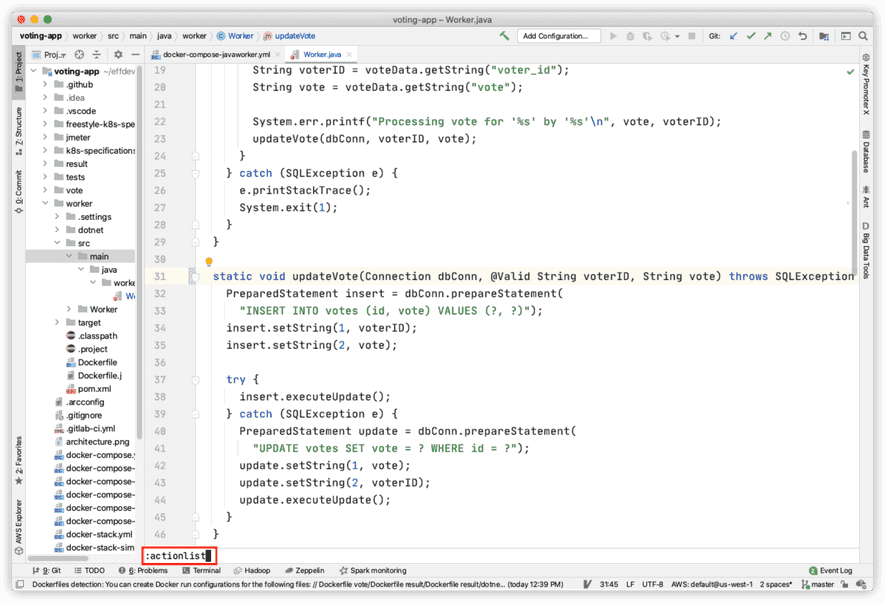 voting-app – Worker.java
voting-app worker src main java worker Worker updateVote Add Configuration... Git:
Proj.. docker-compose-javaworker.yml Worker.java
1: Project
Z: Structure
0: Commit
2: Favorites
AWS Explorer
voting-app ~/effdev
.github
.idea
.vscode
freestyle-k8s-spe
jmeter
k8s-specifications
result
tests
vote
worker
.settings
dotnet
src
main
java
worke
Wo
Worker
target
.classpath
.project
Dockerfile
Dockerfile.j
pom.xml
.arcconfig
.gitignore
.gitlab-ci.yml
architecture.png
docker-compose.y
docker-compose-
docker-compose-
docker-compose-
docker-compose-
docker-compose-
docker-stack.yml
docker-stack-sim
19 String voterID = voteData.getString("voter_id");
20 String vote = voteData.getString("vote");
21
22 System.err.printf("Processing vote for '%s' by '%s'\n", vote, voterID);
23 updateVote(dbConn, voterID, vote);
24 }
25 } catch (SQLException e) {
26 e.printStackTrace();
27 System.exit(1);
28 }
29 }
30
31 static void updateVote(Connection dbConn, @Valid String voterID, String vote) throws SQLException
32 PreparedStatement insert = dbConn.prepareStatement(
33 "INSERT INTO votes (id, vote) VALUES (?, ?)");
34 insert.setString(1, voterID);
35 insert.setString(2, vote);
36
37 try {
38 insert.executeUpdate();
39 } catch (SQLException e) {
40 PreparedStatement update = dbConn.prepareStatement(
41 "UPDATE votes SET vote = ? WHERE id = ?");
42 update.setString(1, vote);
43 update.setString(2, voterID);
44 update.executeUpdate();
45 }
46 }
:actionlist
Key Promoter X
Database
Ant
Big Data Tools
9: Git TODO 6: Problems Terminal Hadoop Zeppelin Spark monitoring Event Log
Dockerfiles detection: You can create Docker run configurations for the following files: // Dockerfile vote/Dockerfile result/Dockerfile result/dotne... (today 12:39 PM) 31:45 LF UTF-8 AWS: default@us-west-1 2 spaces* master